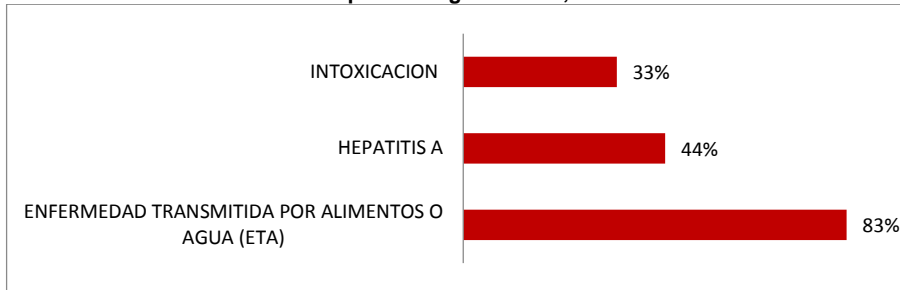 INTOXICACION
33%
HEPATITIS A
44%
ENFERMEDAD TRANSMITIDA POR ALIMENTOS O
AGUA (ETA)
83%